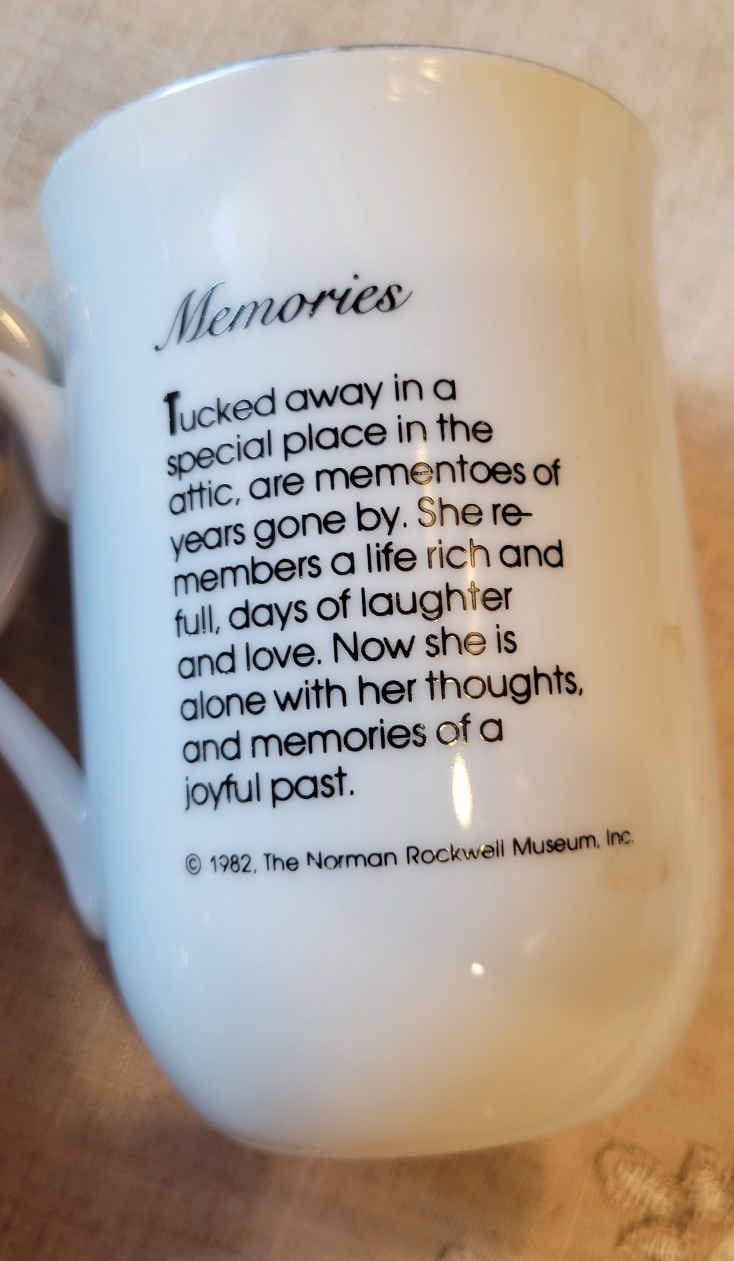 Memories
Tucked away in a
special place in the
attic, are mementoes of
years gone by. She re-
members a life rich and
full, days of laughter
and love. Now she is
alone with her thoughts,
and memories of a
joyful past.
© 1982, The Norman Rockwell Museum, Inc.